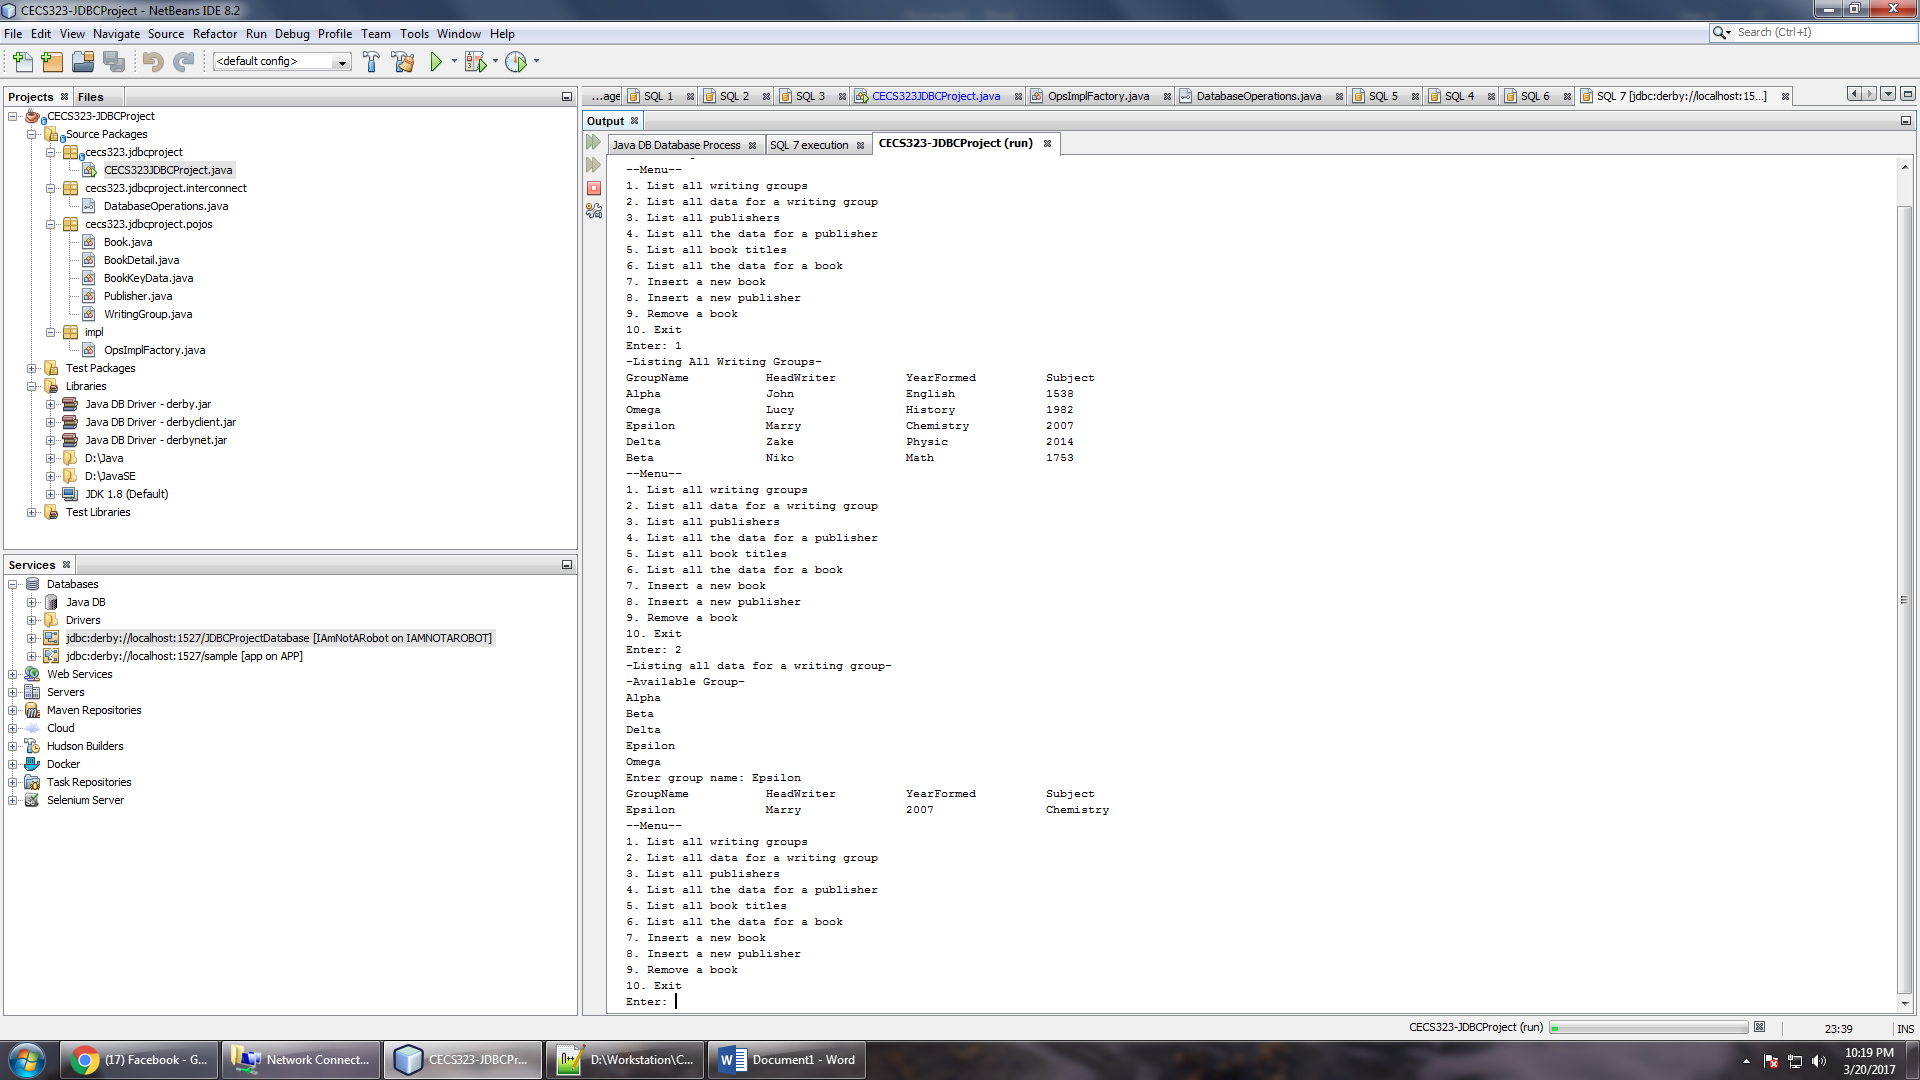 CECS323-JDBCProject - NetBeans IDE 8.2
File Edit View Navigate Source Refactor Run Debug Profile Team Tools Window Help
Search (Ctrl+I)
<default config>
Projects Files
CECS323-JDBCProject
Source Packages
cecs323.jdbcproject
CECS323JDBCProject.java
cecs323.jdbcproject.interconnect
DatabaseOperations.java
cecs323.jdbcproject.pojos
Book.java
BookDetail.java
BookKeyData.java
Publisher.java
WritingGroup.java
impl
OpsImplFactory.java
Test Packages
Libraries
Java DB Driver - derby.jar
Java DB Driver - derbyclient.jar
Java DB Driver - derbynet.jar
D:\Java
D:\JavaSE
JDK 1.8 (Default)
Test Libraries
Services
Databases
Java DB
Drivers
jdbc:derby://localhost:1527/JDBCProjectDatabase [IAmNotARobot on IAMNOTAROBOT]
jdbc:derby://localhost:1527/sample [app on APP]
Web Services
Servers
Maven Repositories
Cloud
Hudson Builders
Docker
Task Repositories
Selenium Server
...age SQL 1 SQL 2 SQL 3 CECS323JDBCProject.java OpsImplFactory.java DatabaseOperations.java SQL 5 SQL 4 SQL 6 SQL 7 [jdbc:derby://localhost:15...]
Output
Java DB Database Process SQL 7 execution CECS323-JDBCProject (run)
--Menu--
1. List all writing groups
2. List all data for a writing group
3. List all publishers
4. List all the data for a publisher
5. List all book titles
6. List all the data for a book
7. Insert a new book
8. Insert a new publisher
9. Remove a book
10. Exit
Enter: 1
-Listing All Writing Groups-
GroupName HeadWriter YearFormed Subject
Alpha John English 1538
Omega Lucy History 1982
Epsilon Marry Chemistry 2007
Delta Zake Physic 2014
Beta Niko Math 1753
--Menu--
1. List all writing groups
2. List all data for a writing group
3. List all publishers
4. List all the data for a publisher
5. List all book titles
6. List all the data for a book
7. Insert a new book
8. Insert a new publisher
9. Remove a book
10. Exit
Enter: 2
-Listing all data for a writing group-
-Available Group-
Alpha
Beta
Delta
Epsilon
Omega
Enter group name: Epsilon
GroupName HeadWriter YearFormed Subject
Epsilon Marry 2007 Chemistry
--Menu--
1. List all writing groups
2. List all data for a writing group
3. List all publishers
4. List all the data for a publisher
5. List all book titles
6. List all the data for a book
7. Insert a new book
8. Insert a new publisher
9. Remove a book
10. Exit
Enter:
CECS323-JDBCProject (run) 23:39 INS
(17) Facebook - G... Network Connect... CECS323-JDBCPr... D:\Workstation\C... Document1 - Word
10:19 PM
3/20/2017